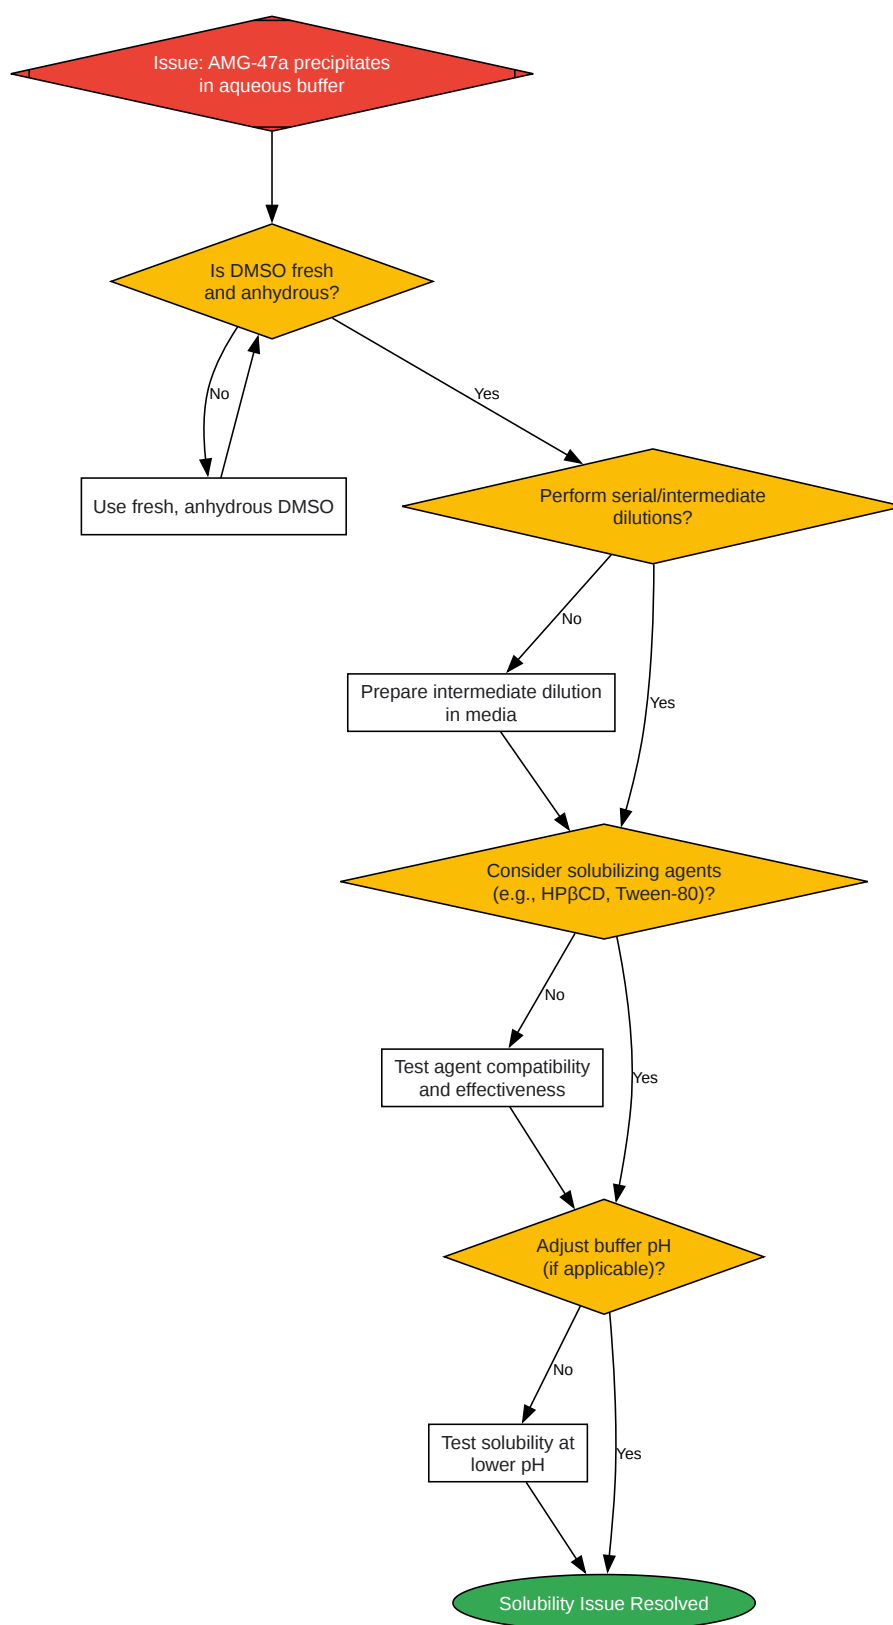 Issue: AMG-47a precipitates
in aqueous buffer
Is DMSO fresh
and anhydrous?
No
Yes
Use fresh, anhydrous DMSO
Perform serial/intermediate
dilutions?
No
Yes
Prepare intermediate dilution
in media
Consider solubilizing agents
(e.g., HPβCD, Tween-80)?
No
Yes
Test agent compatibility
and effectiveness
Adjust buffer pH
(if applicable)?
No
Yes
Test solubility at
lower pH
Solubility Issue Resolved